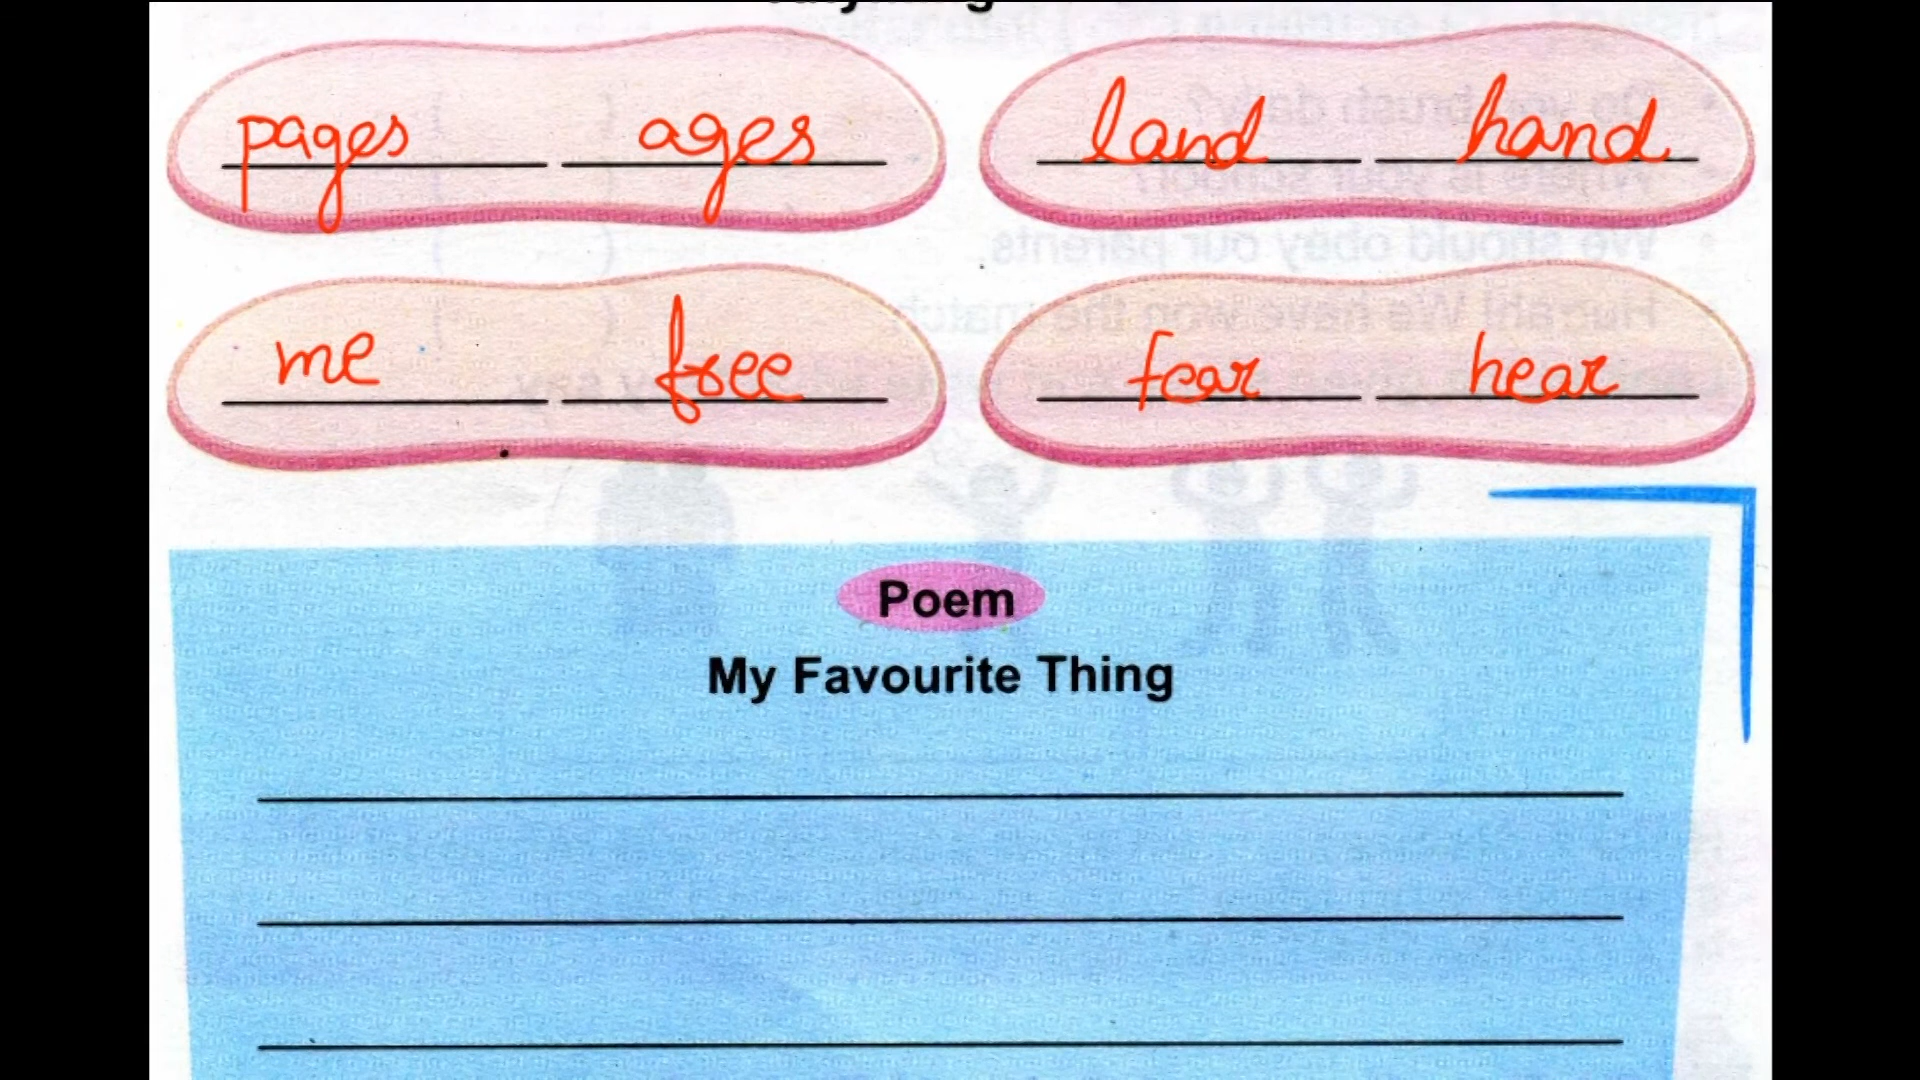 pages ages
land hand
me free
fear hear
Poem
My Favourite Thing